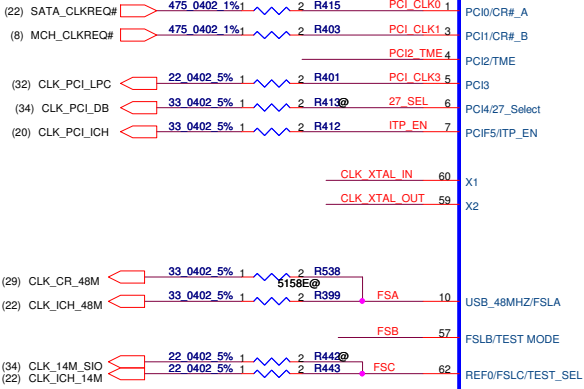 (22) SATA_CLKREQ# 475_0402_1% 1 2 R415 PCI_CLK0 1 PCI0/CR#_A
(8) MCH_CLKREQ# 475_0402_1% 1 2 R403 PCI_CLK1 3 PCI1/CR#_B
PCI2_TME 4 PCI2/TME
(32) CLK_PCI_LPC 22_0402_5% 1 2 R401 PCI_CLK3 5 PCI3
(34) CLK_PCI_DB 33_0402_5% 1 2 R413@ 27_SEL 6 PCI4/27_Select
(20) CLK_PCI_ICH 33_0402_5% 1 2 R412 ITP_EN 7 PCIF5/ITP_EN
CLK_XTAL_IN 60 X1
CLK_XTAL_OUT 59 X2
(29) CLK_CR_48M 33_0402_5% 1 2 R538
5158E@
(22) CLK_ICH_48M 33_0402_5% 1 2 R399 FSA 10 USB_48MHZ/FSLA
FSB 57 FSLB/TEST MODE
(34) CLK_14M_SIO 22_0402_5% 1 2 R442@
(22) CLK_ICH_14M 22_0402_5% 1 2 R443 FSC 62 REF0/FSLC/TEST_SEL